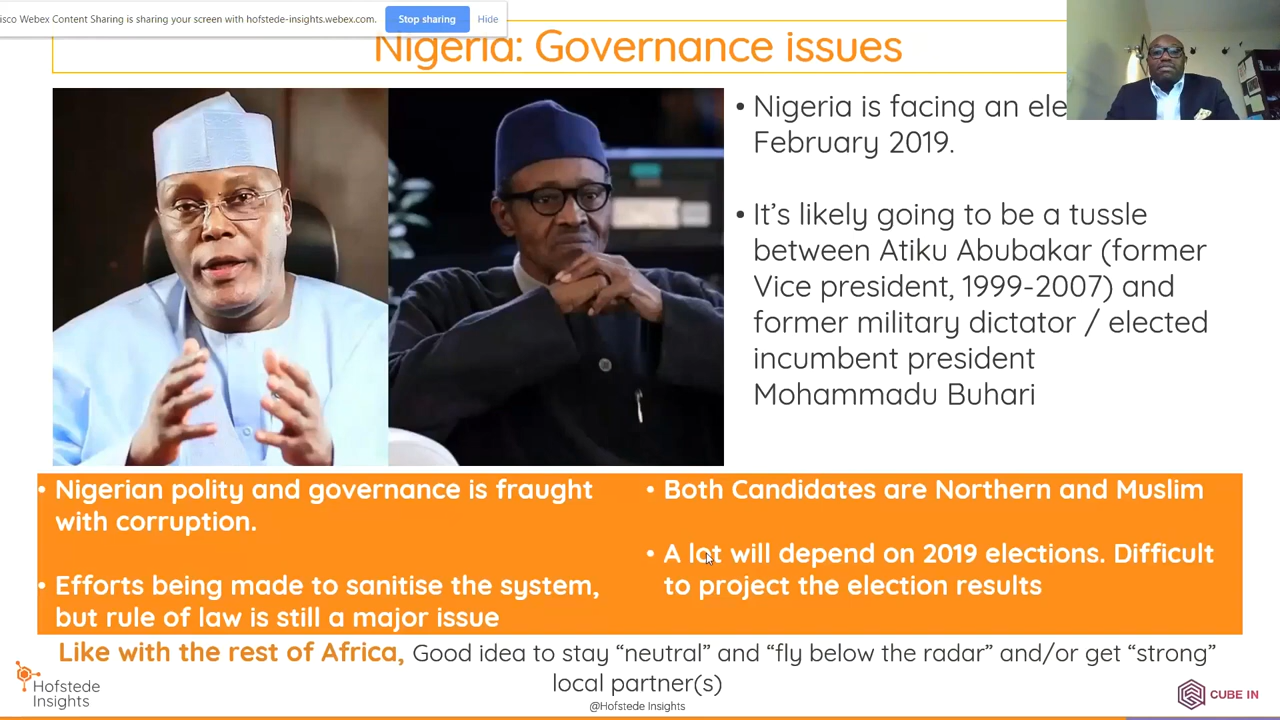 isco Webex Content Sharing is sharing your screen with hofstede-insights.webex.com.
Stop sharing
Hide
Nigeria: Governance issues
• Nigeria is facing an ele
February 2019.
• It’s likely going to be a tussle
between Atiku Abubakar (former
Vice president, 1999-2007) and
former military dictator / elected
incumbent president
Mohammadu Buhari
• Nigerian polity and governance is fraught
with corruption.
• Efforts being made to sanitise the system,
but rule of law is still a major issue
• Both Candidates are Northern and Muslim
• A lot will depend on 2019 elections. Difficult
to project the election results
Like with the rest of Africa, Good idea to stay “neutral” and “fly below the radar” and/or get “strong”
local partner(s)
Hofstede
Insights
@Hofstede Insights
CUBE IN